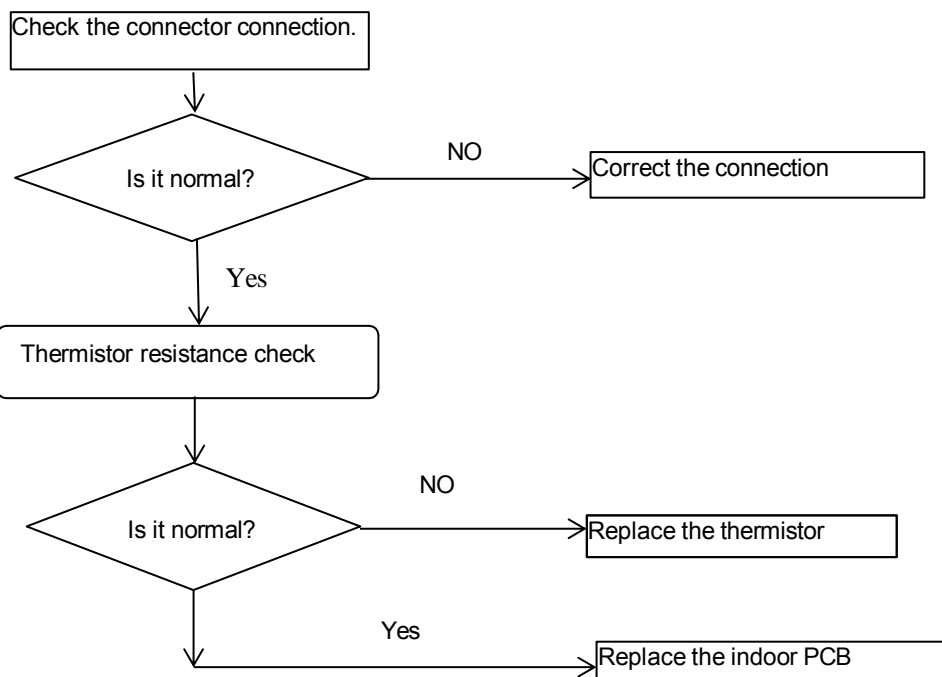 Check the connector connection.
NO
Is it normal?
Correct the connection
Yes
Thermistor resistance check
NO
Is it normal?
Replace the thermistor
Yes
Replace the indoor PCB